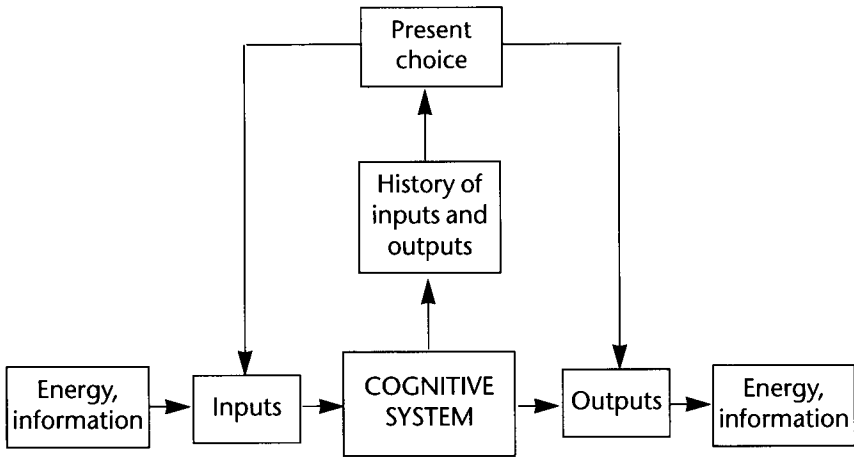 Present
choice
History of
inputs and
outputs
Energy,
information
Inputs
COGNITIVE
SYSTEM
Outputs
Energy,
information